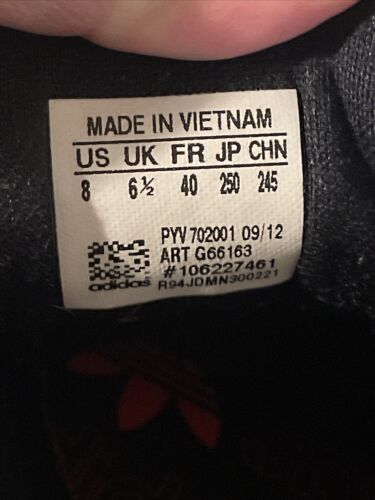 MADE IN VIETNAM
US UK FR JP CHN
8 6½ 40 250 245
PYV 702001 09/12
ART G66163
#106227461
adidas R94JDMN300221